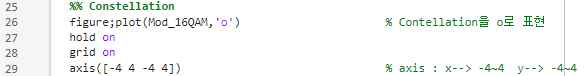 25 %% Constellation
26 figure;plot(Mod_16QAM,'o') % Contellation을 o로 표현
27 hold on
28 grid on
29 axis([-4 4 -4 4]) % axis : x--> -4~4 y--> -4~4